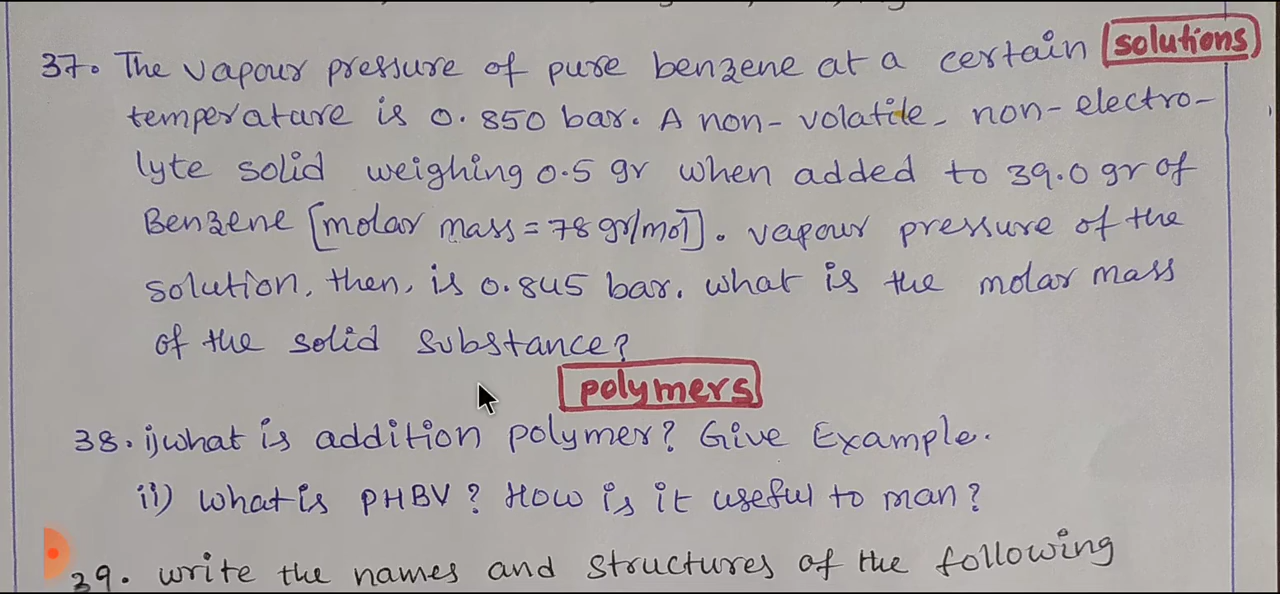 37. The vapour pressure of pure benzene at a certain solutions
temperature is 0.850 bar. A non-volatile, non-electro-
lyte solid weighing 0.5 gr when added to 39.0 gr of
Benzene [molar mass = 78 gr/mol]. vapour pressure of the
solution, then, is 0.845 bar. what is the molar mass
of the solid substance?
polymers
38. i) what is addition polymer? Give Example.
ii) what is PHBV? How is it useful to man?
39. write the names and structures of the following